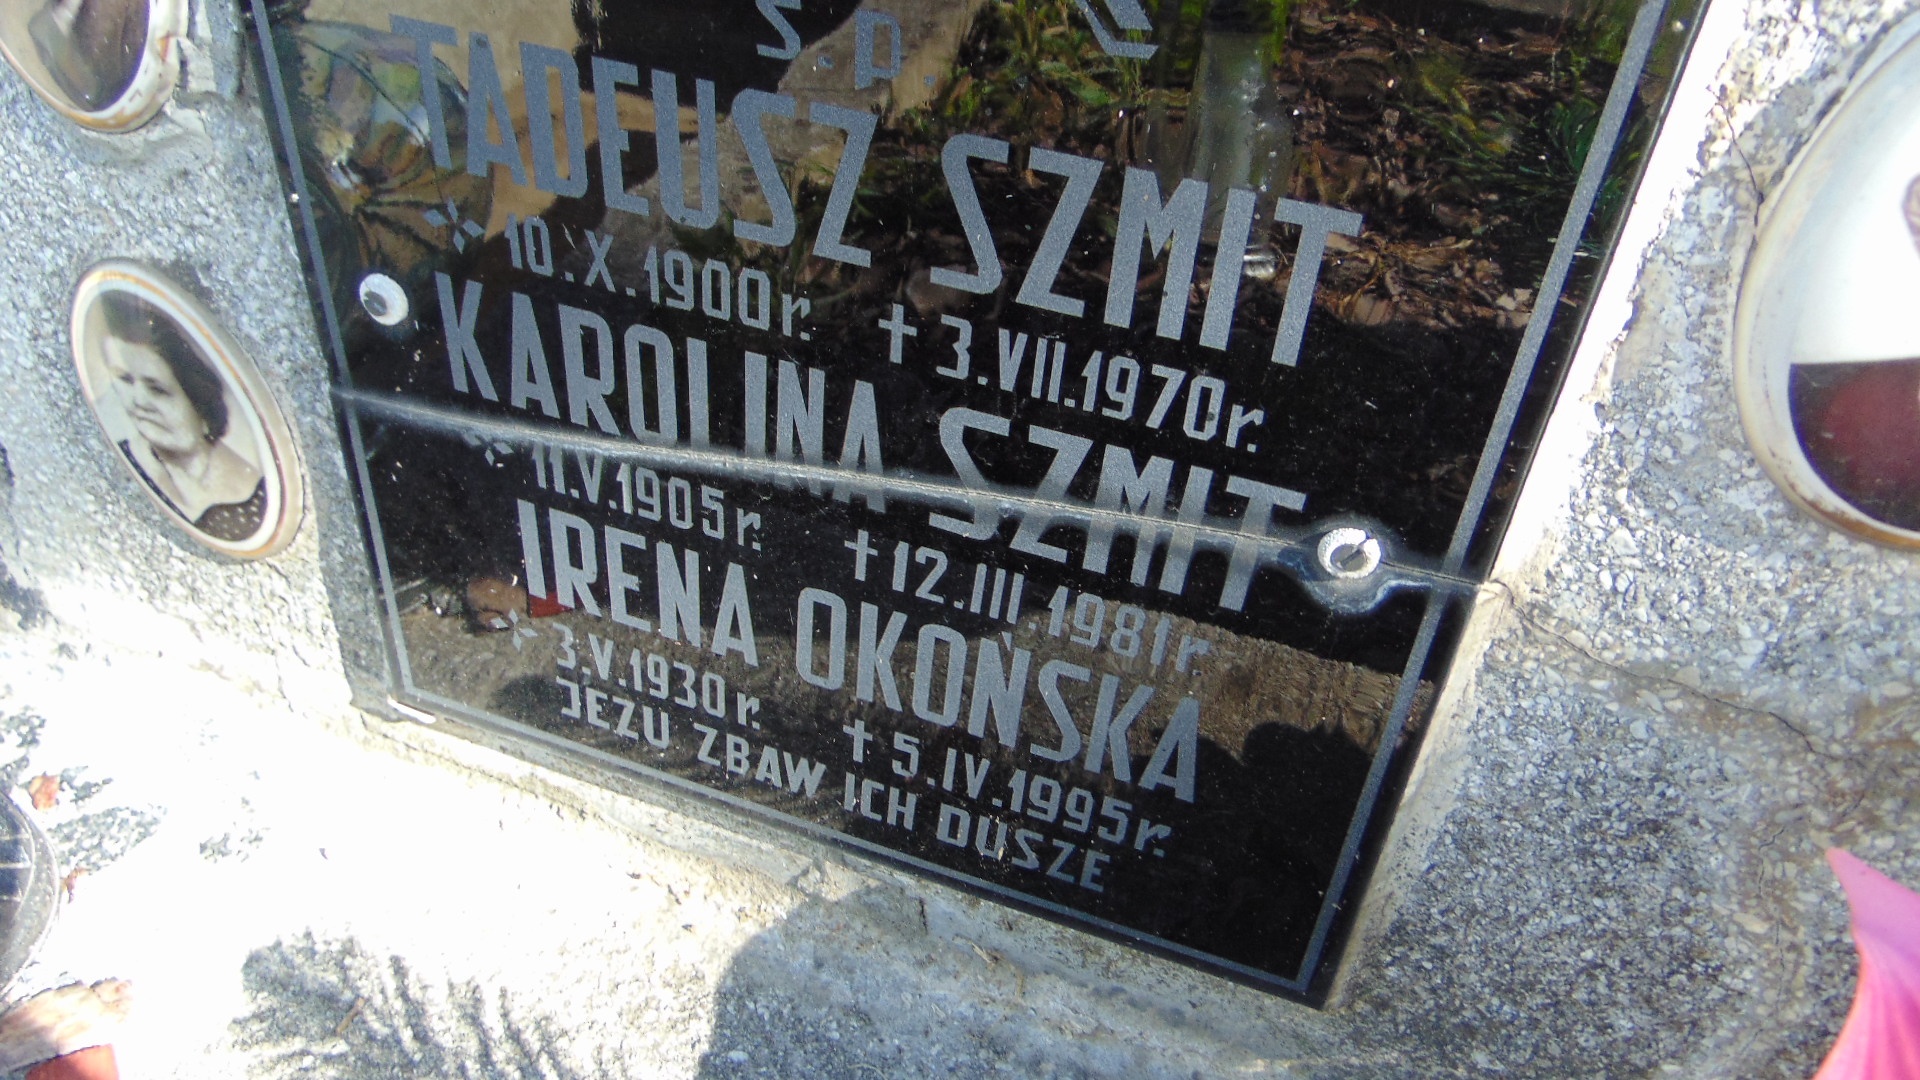 Ś.p.
TADEUSZ SZMIT
10.X.1900r. †3.VII.1970r.
KAROLINA SZMIT
11.V.1905r. †12.III.1981r.
IRENA OKOŃSKA
3.V.1930r. †5.IV.1995r.
JEZU ZBAW ICH DUSZE